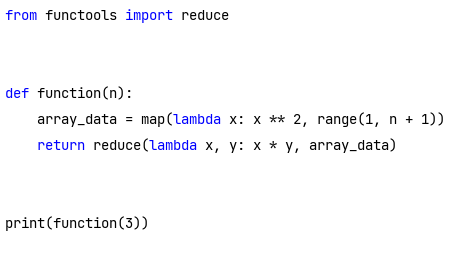 from functools import reduce
def function(n):
    array_data = map(lambda x: x ** 2, range(1, n + 1))
    return reduce(lambda x, y: x * y, array_data)
print(function(3))